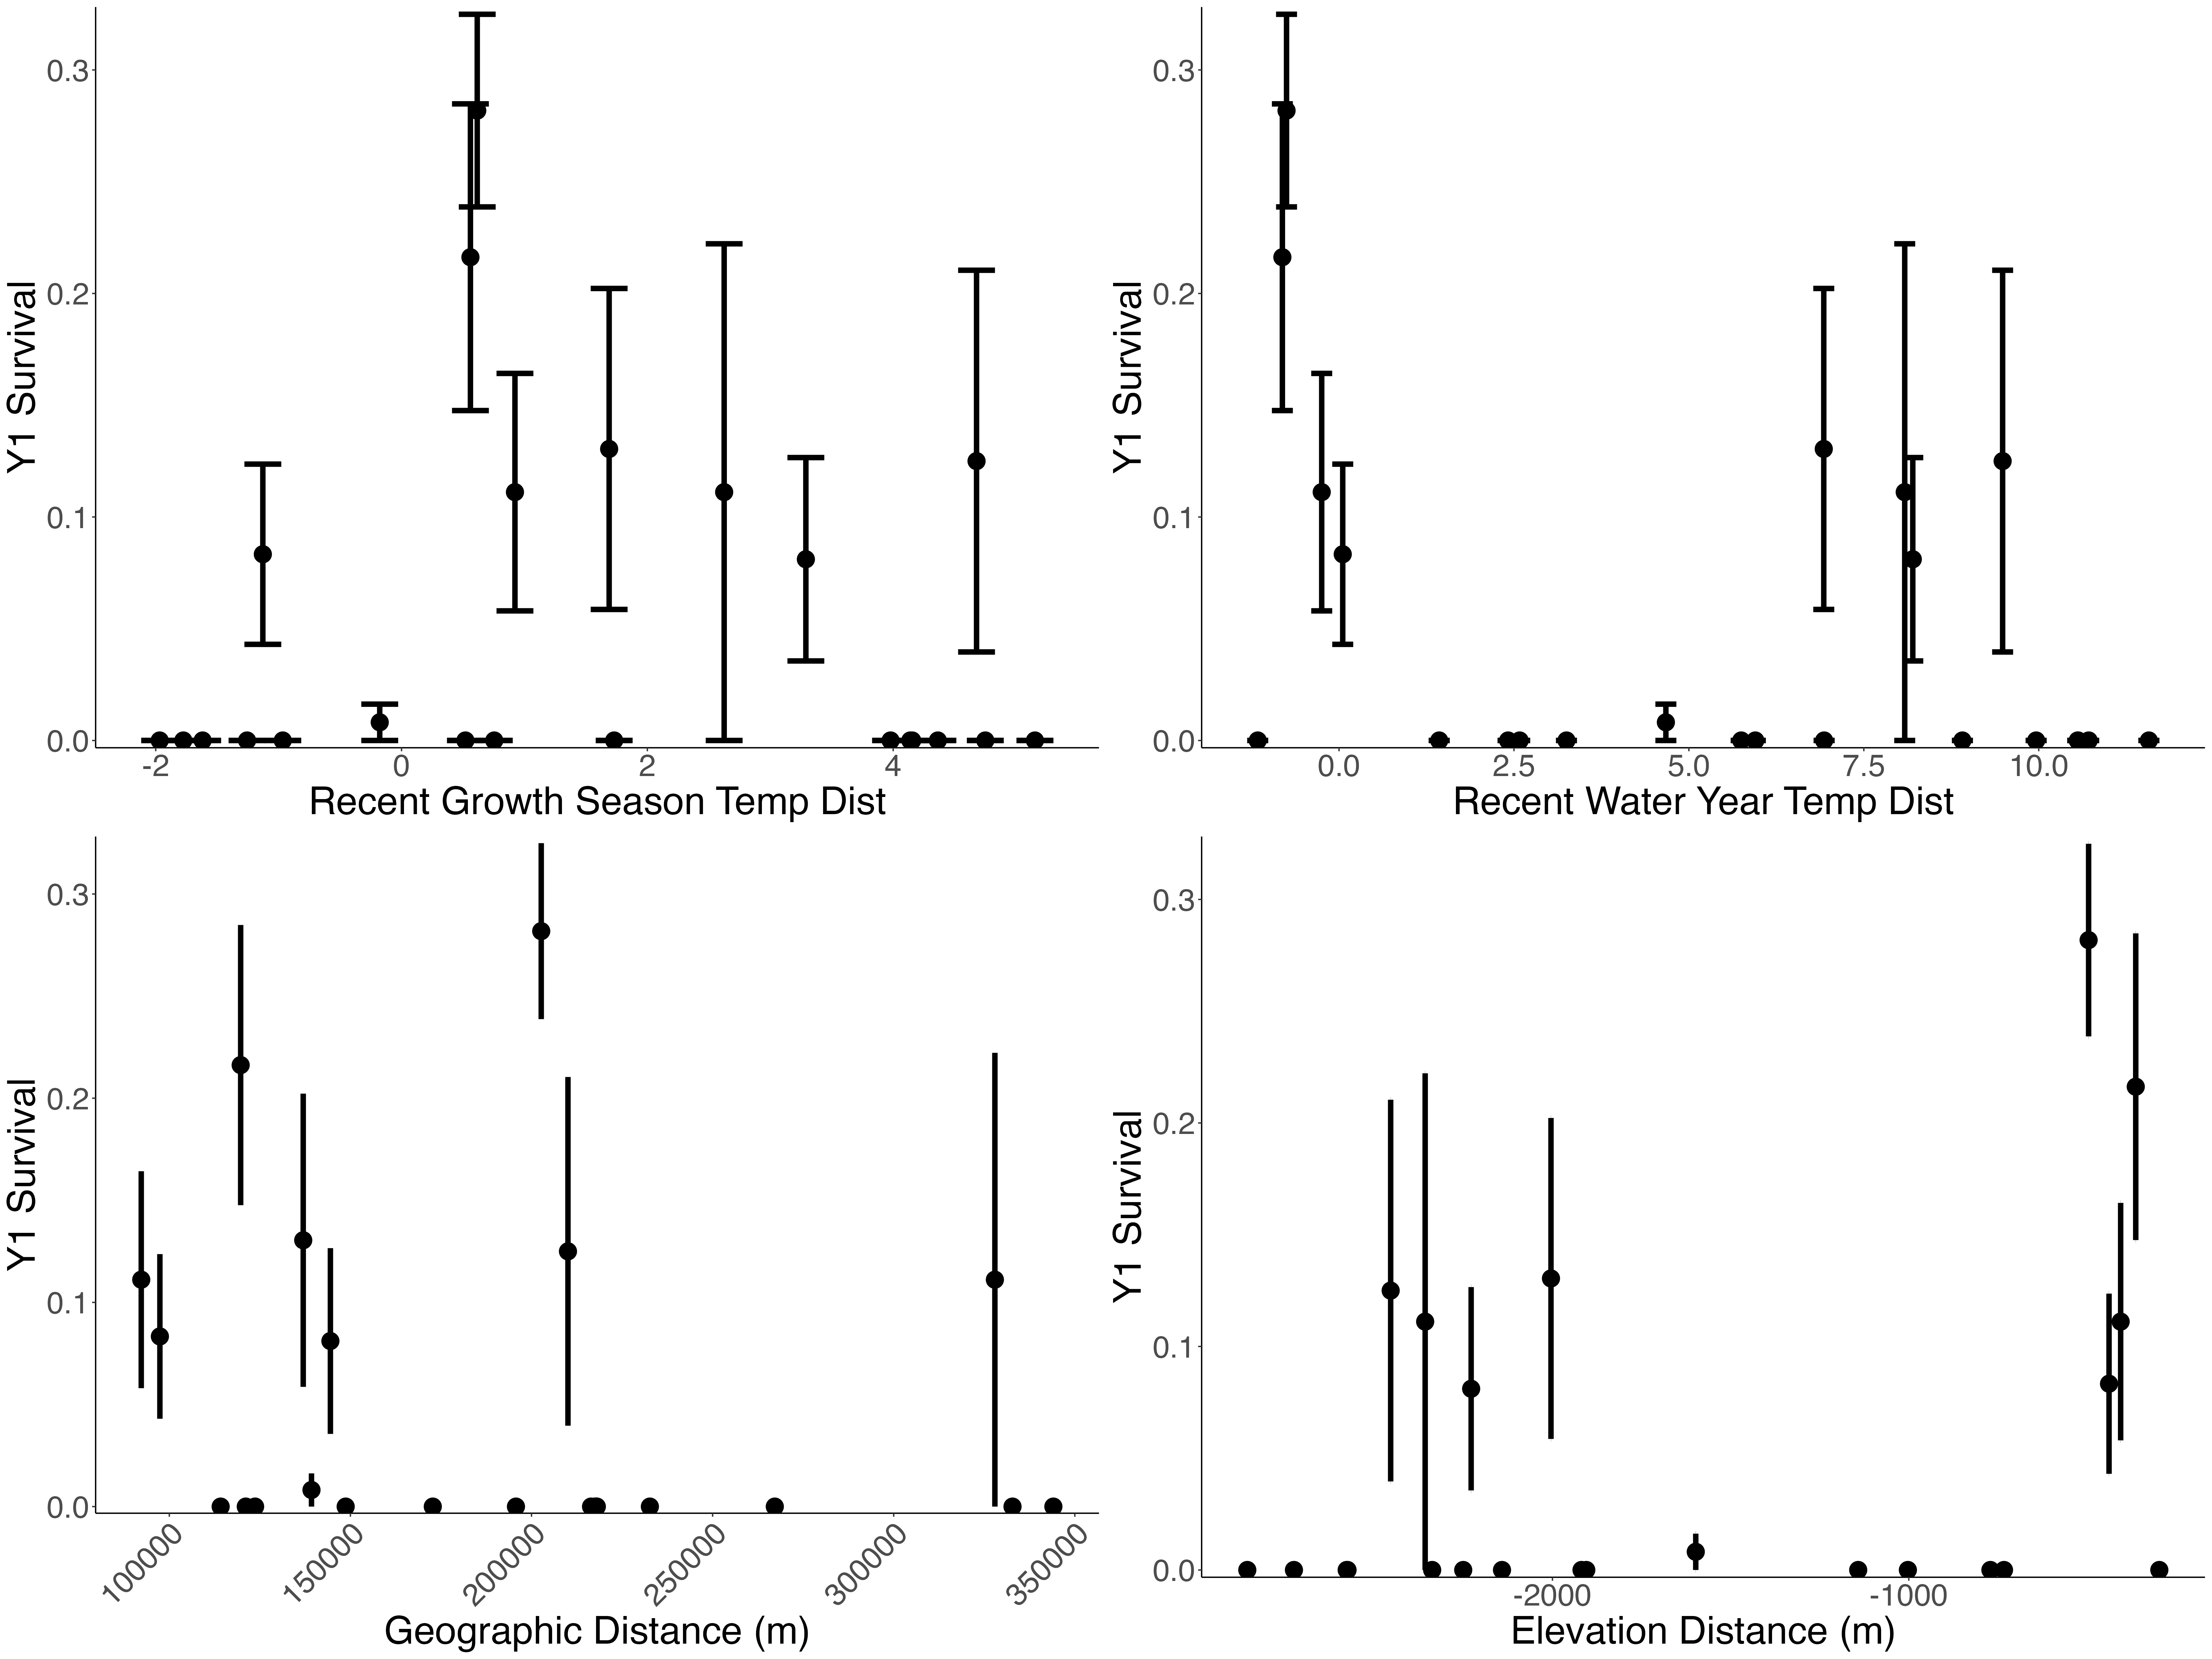 0.3
0.2
0.1
0.0
Y1 Survival
-2 0 2 4
Recent Growth Season Temp Dist
0.3
0.2
0.1
0.0
Y1 Survival
0.0 2.5 5.0 7.5 10.0
Recent Water Year Temp Dist
0.3
0.2
0.1
0.0
Y1 Survival
100000 150000 200000 250000 300000 350000
Geographic Distance (m)
0.3
0.2
0.1
0.0
Y1 Survival
-2000 -1000
Elevation Distance (m)